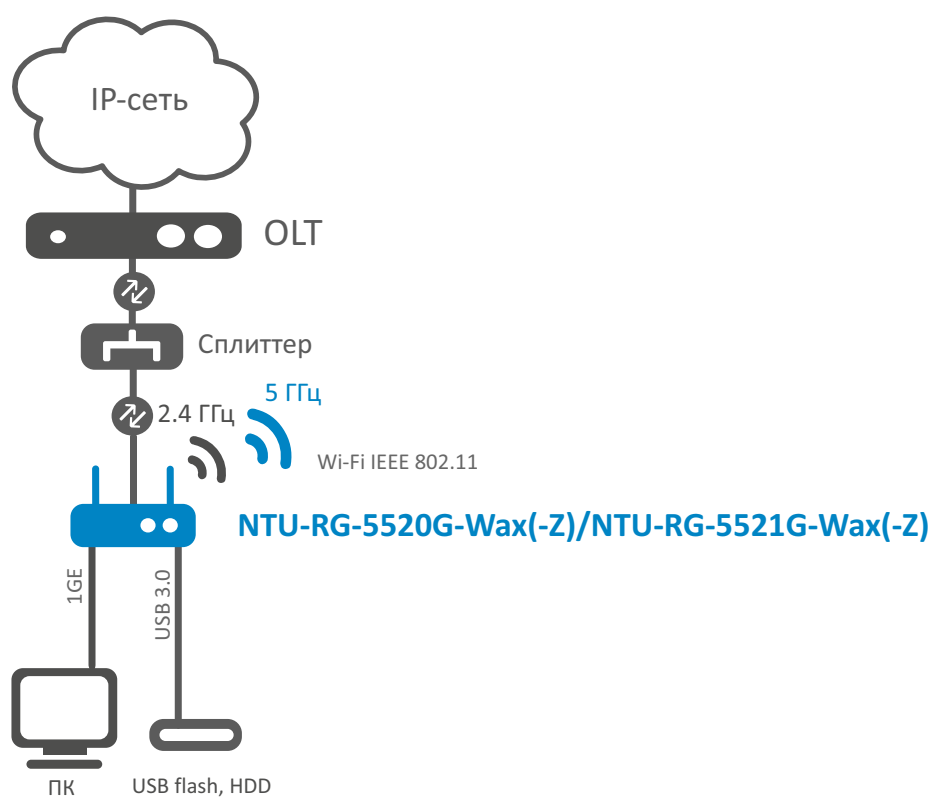 IP-сеть
OLT
Сплиттер
5 ГГц
2.4 ГГц
Wi-Fi IEEE 802.11
NTU-RG-5520G-Wax(-Z)/NTU-RG-5521G-Wax(-Z)
1GE
USB 3.0
ПК
USB flash, HDD